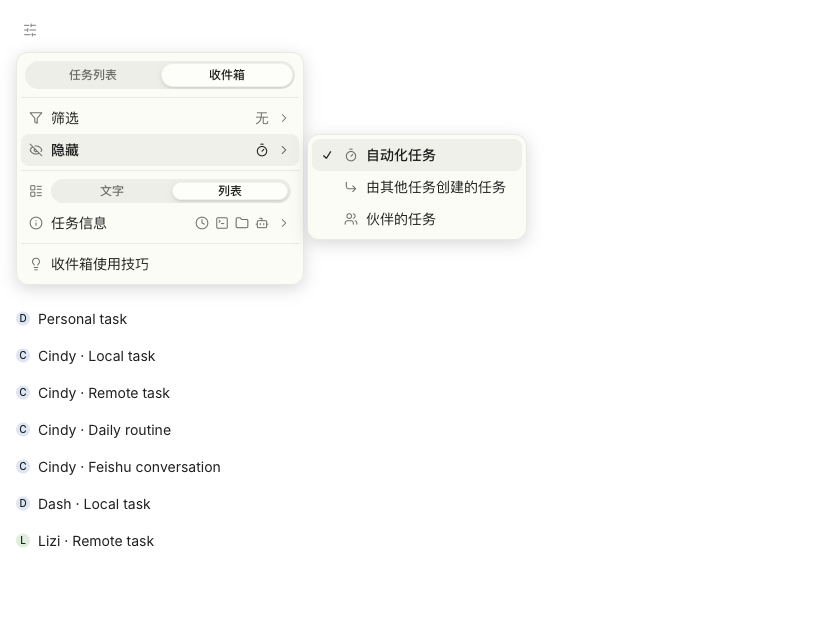 任务列表 收件箱
筛选 无
隐藏
自动化任务
由其他任务创建的任务
伙伴的任务
文字 列表
任务信息
收件箱使用技巧
D Personal task
C Cindy · Local task
C Cindy · Remote task
C Cindy · Daily routine
C Cindy · Feishu conversation
D Dash · Local task
L Lizi · Remote task